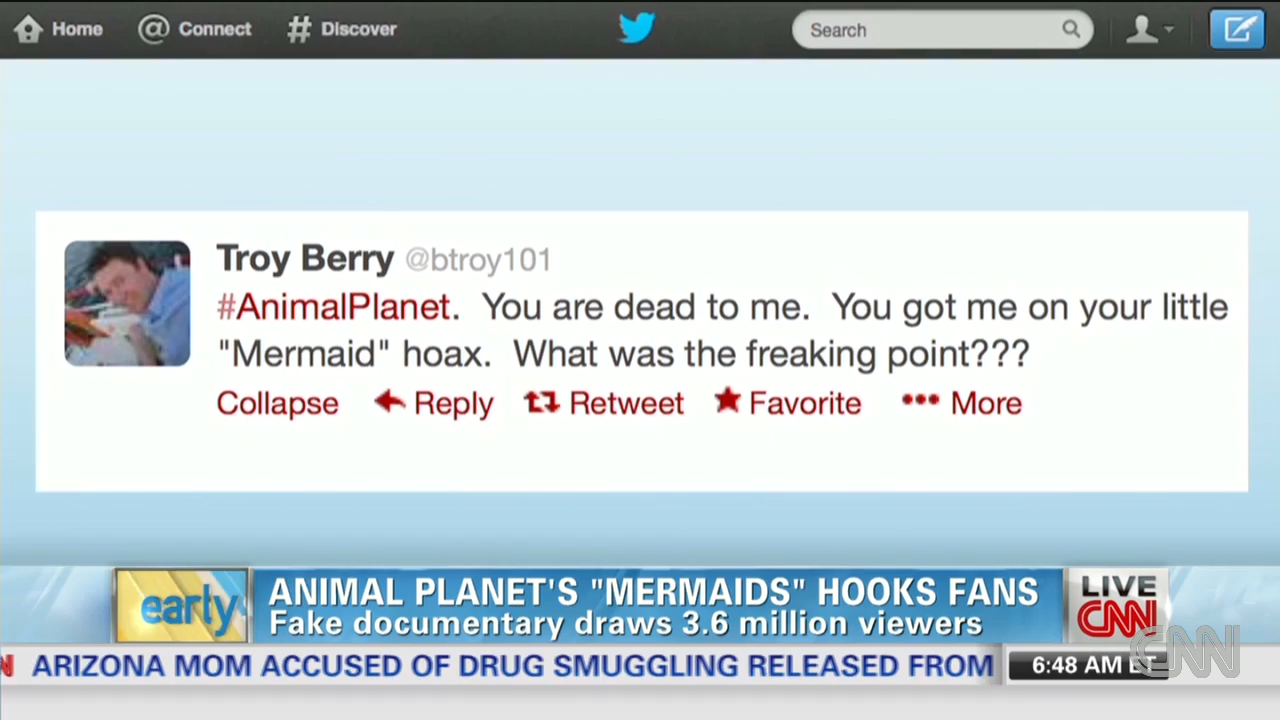 Home @ Connect # Discover Search
Troy Berry @btroy101
#AnimalPlanet. You are dead to me. You got me on your little
"Mermaid" hoax. What was the freaking point???
Collapse Reply Retweet Favorite More
early
ANIMAL PLANET'S "MERMAIDS" HOOKS FANS
Fake documentary draws 3.6 million viewers
LIVE
CNN
N ARIZONA MOM ACCUSED OF DRUG SMUGGLING RELEASED FROM
6:48 AM ET
CNN